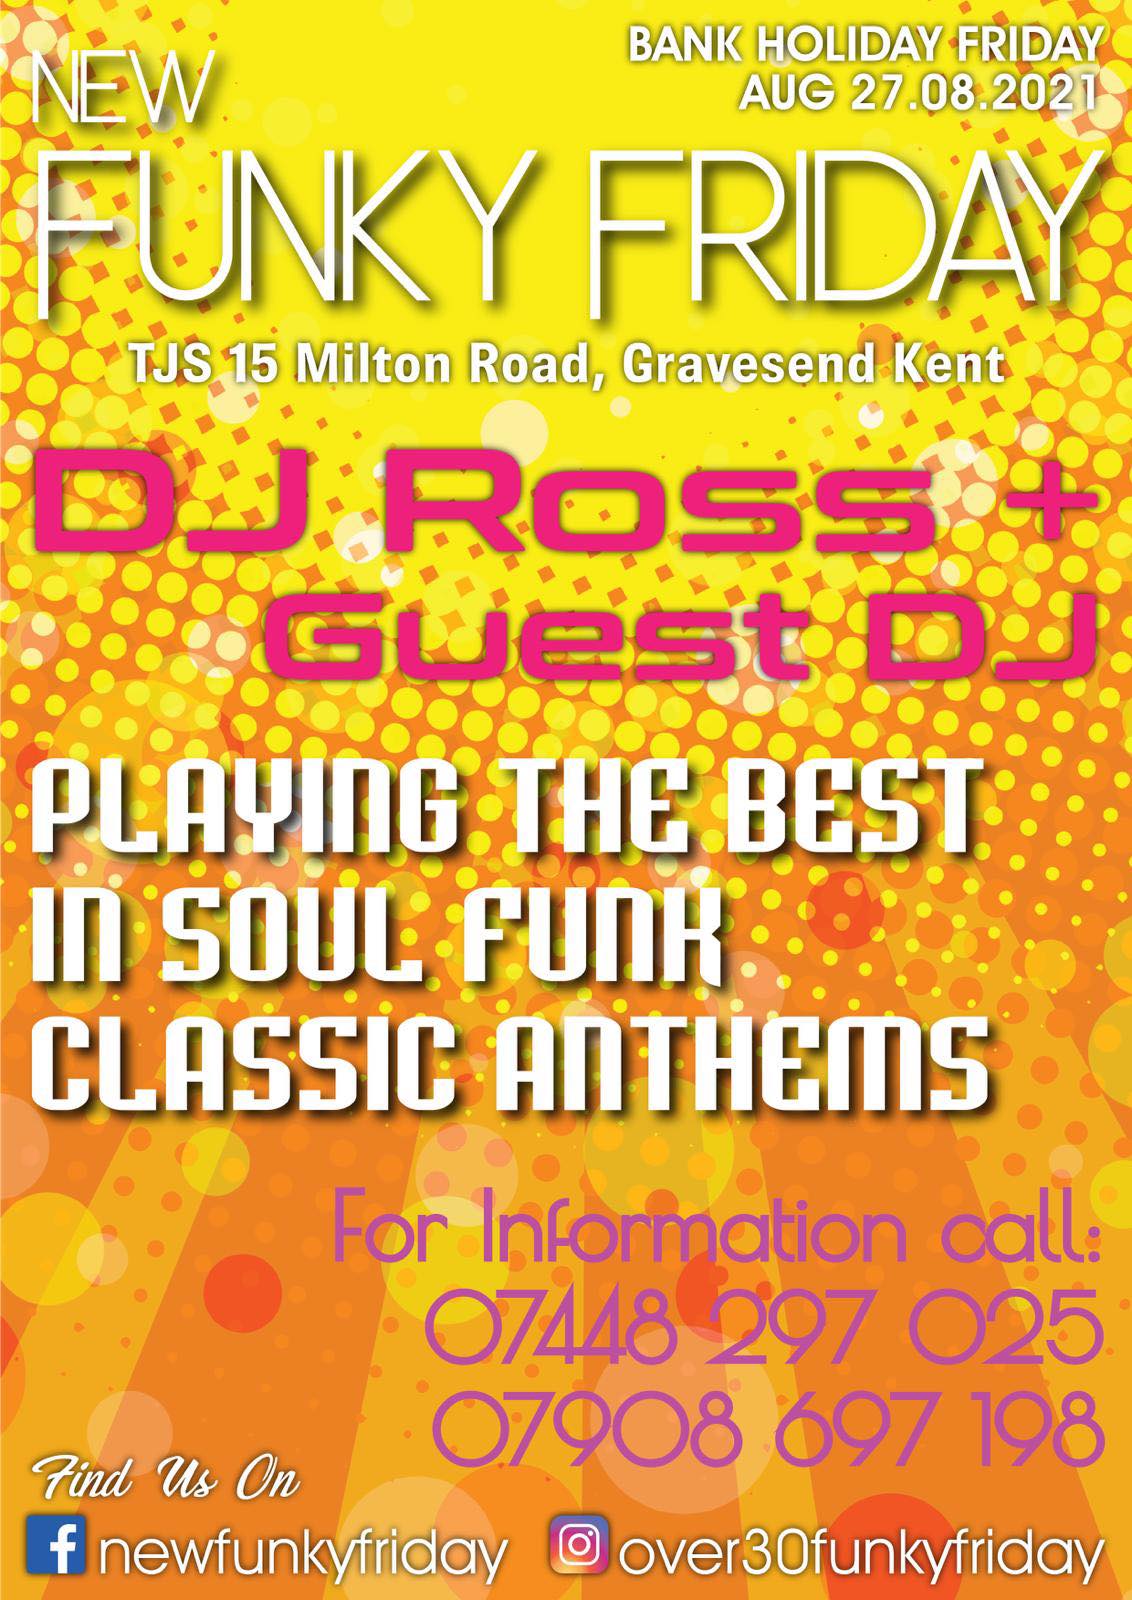 BANK HOLIDAY FRIDAY
AUG 27.08.2021
NEW
FUNKY FRIDAY
TJS 15 Milton Road, Gravesend Kent
DJ Ross +
Guest DJ
PLAYING THE BEST
IN SOUL FUNK
CLASSIC ANTHEMS
For Information call:
07448 297 025
07908 697 198
Find Us On
f newfunkyfriday over30funkyfriday